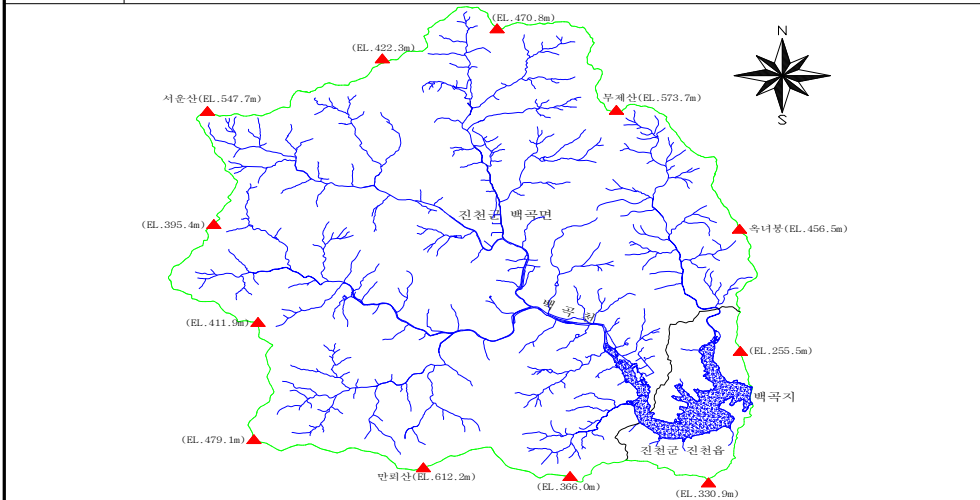 (EL.470.8m)
N
(EL.422.3m)
서운산(EL.547.7m)
무제산(EL.573.7m)
S
진천군 백곡면
(EL.395.4m)
옥녀봉(EL.456.5m)
백곡천
(EL.411.9m)
(EL.255.5m)
백곡지
(EL.479.1m)
진천군 진천읍
만뢰산(EL.612.2m)
(EL.366.0m)
(EL.330.9m)